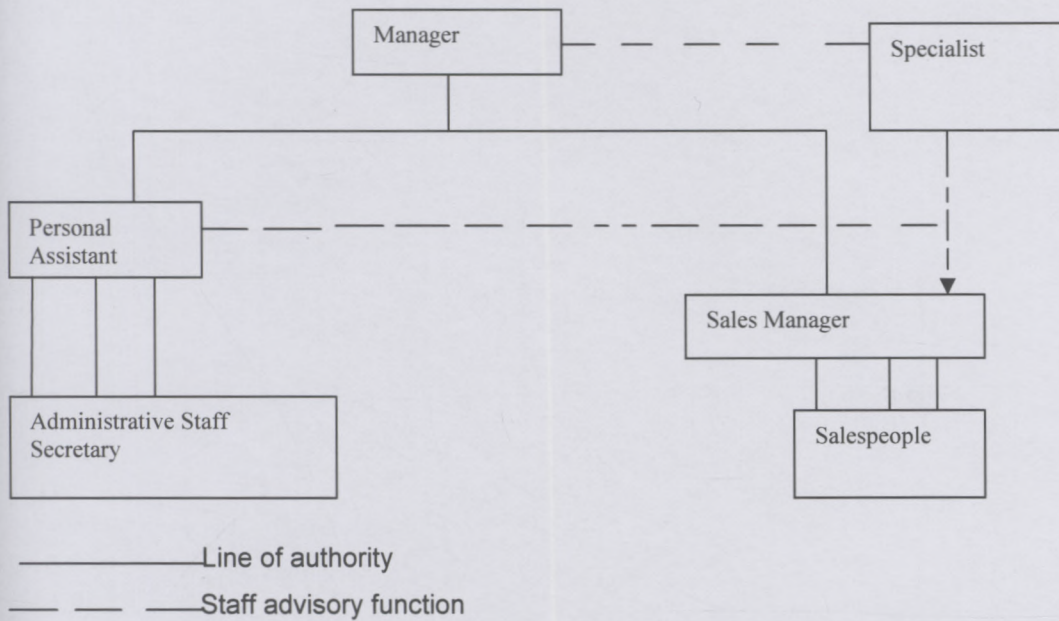 Manager
Specialist
Personal
Assistant
Sales Manager
Administrative Staff
Secretary
Salespeople
Line of authority
Staff advisory function